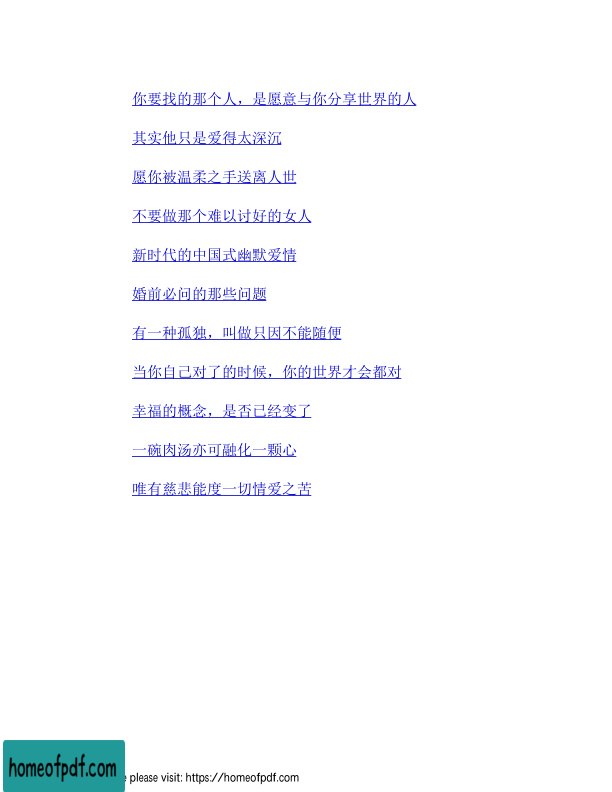 你要找的那个人，是愿意与你分享世界的人
其实他只是爱得太深沉
愿你被温柔之手送离人世
不要做那个难以讨好的女人
新时代的中国式幽默爱情
婚前必问的那些问题
有一种孤独，叫做只因不能随便
当你自己对了的时候，你的世界才会都对
幸福的概念，是否已经变了
一碗肉汤亦可融化一颗心
唯有慈悲能度一切情爱之苦
homeofpdf.com
please visit: https://homeofpdf.com